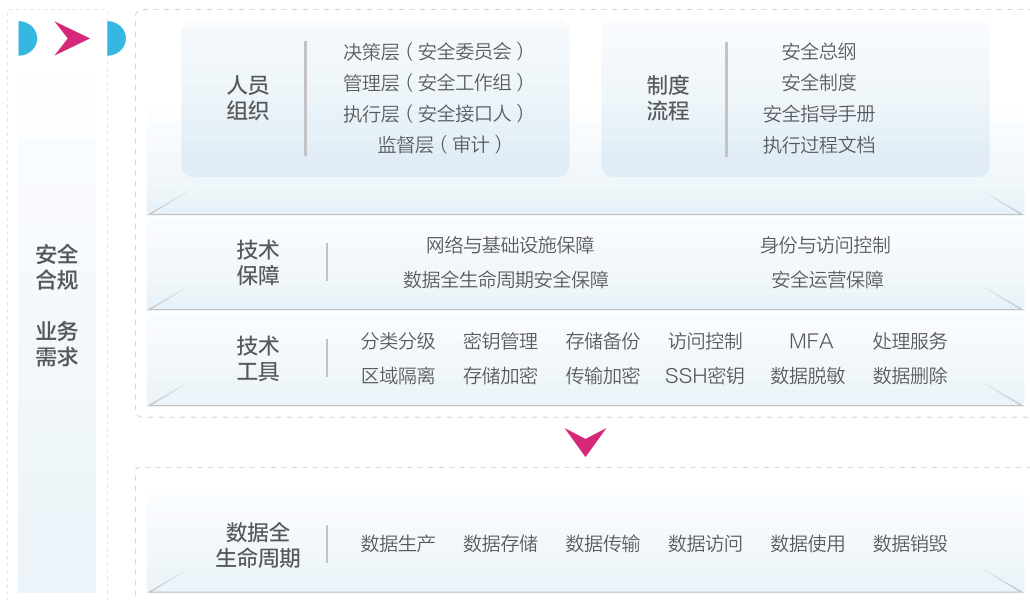 安全
合规
业务
需求
人员
组织
决策层（安全委员会）
管理层（安全工作组）
执行层（安全接口人）
监督层（审计）
制度
流程
安全总纲
安全制度
安全指导手册
执行过程文档
技术
保障
网络与基础设施保障 身份与访问控制
数据全生命周期安全保障 安全运营保障
技术
工具
分类分级 密钥管理 存储备份 访问控制 MFA 处理服务
区域隔离 存储加密 传输加密 SSH密钥 数据脱敏 数据删除
数据全
生命周期
数据生产 数据存储 数据传输 数据访问 数据使用 数据销毁